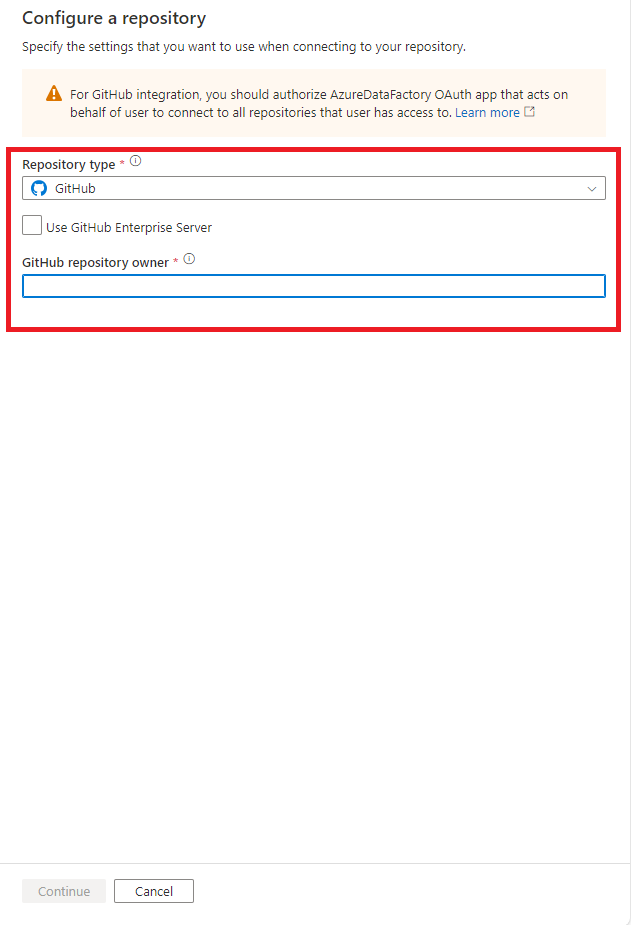 Configure a repository
Specify the settings that you want to use when connecting to your repository.
For GitHub integration, you should authorize AzureDataFactory OAuth app that acts on
behalf of user to connect to all repositories that user has access to. Learn more
Repository type *
GitHub
Use GitHub Enterprise Server
GitHub repository owner *
Continue
Cancel